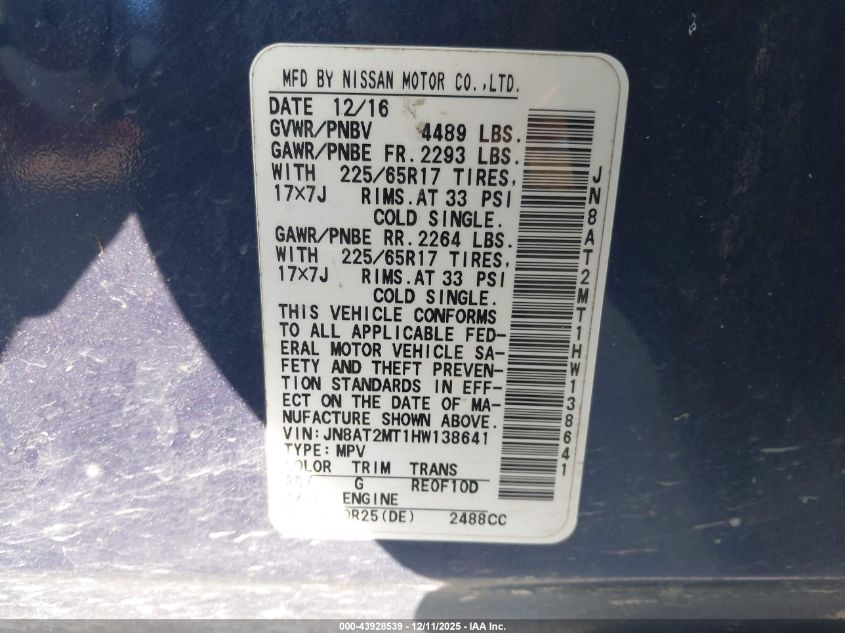 MFD BY NISSAN MOTOR CO.,LTD.
DATE 12/16
GVWR/PNBV 4489 LBS.
GAWR/PNBE FR. 2293 LBS.
WITH 225/65R17 TIRES,
17×7J RIMS. AT 33 PSI
COLD SINGLE.
GAWR/PNBE RR. 2264 LBS.
WITH 225/65R17 TIRES,
17×7J RIMS. AT 33 PSI
COLD SINGLE.
THIS VEHICLE CONFORMS
TO ALL APPLICABLE FED-
ERAL MOTOR VEHICLE SA-
FETY AND THEFT PREVEN-
TION STANDARDS IN EFF-
ECT ON THE DATE OF MA-
NUFACTURE SHOWN ABOVE.
VIN:JN8AT2MT1HW138641
TYPE:MPV
COLOR TRIM TRANS
G RE0F10D
ENGINE
QR25(DE) 2488CC
JN8AT2MT1HW138641
000-43928539 - 12/11/2025 - IAA Inc.